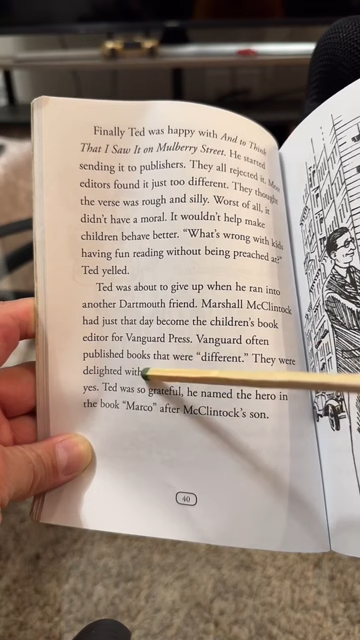 Finally Ted was happy with And to Think
That I Saw It on Mulberry Street. He started
sending it to publishers. They all rejected it. Most
editors found it just too different. They thought
the verse was rough and silly. Worst of all, it
didn't have a moral. It wouldn't help make
children behave better. “What's wrong with kids
having fun reading without being preached at?”
Ted yelled.
Ted was about to give up when he ran into
another Dartmouth friend. Marshall McClintock
had just that day become the children's book
editor for Vanguard Press. Vanguard often
published books that were “different.” They were
delighted with
yes. Ted was so grateful, he named the hero in
the book “Marco” after McClintock's son.
40